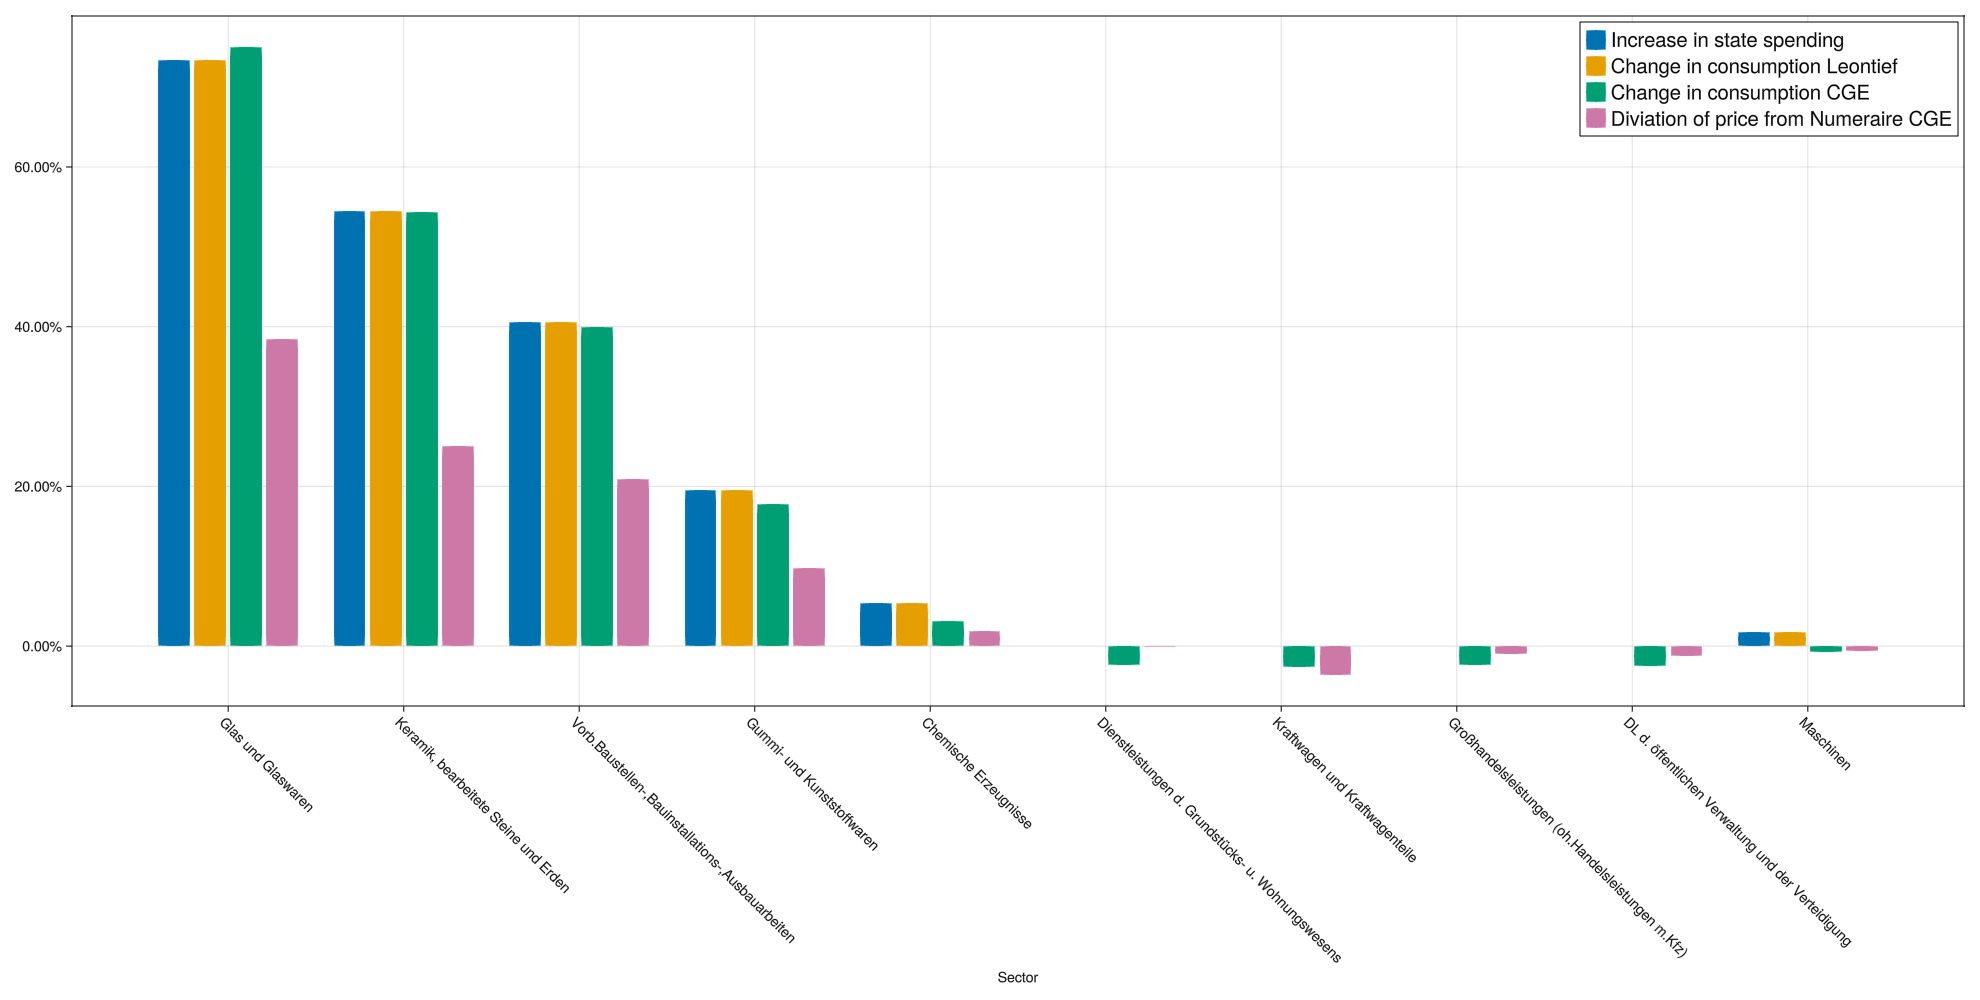 Increase in state spending
Change in consumption Leontief
Change in consumption CGE
Diviation of price from Numeraire CGE
60.00%
40.00%
20.00%
0.00%
Glas und Glaswaren
Keramik, bearbeitete Steine und Erden
Vorb.Baustellen-,Bauinstallations-,Ausbauarbeiten
Gummi- und Kunststoffwaren
Chemische Erzeugnisse
Dienstleistungen d. Grundstücks- u. Wohnungswesens
Kraftwagen und Kraftwagenteile
Großhandelsleistungen (oh.Handelsleistungen m.Kfz)
DL d. öffentlichen Verwaltung und der Verteidigung
Maschinen
Sector